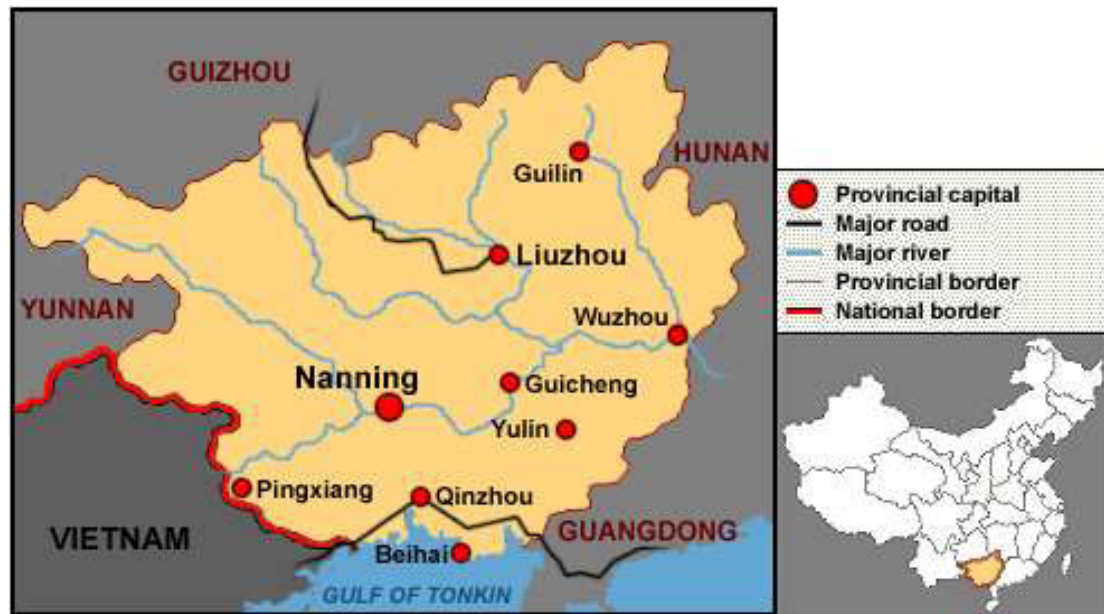 GUIZHOU
HUNAN
Guilin
Liuzhou
YUNNAN
Wuzhou
Nanning
Guicheng
Yulin
Pingxiang
Qinzhou
VIETNAM
GUANGDONG
Beihai
GULF OF TONKIN
Provincial capital
Major road
Major river
Provincial border
National border